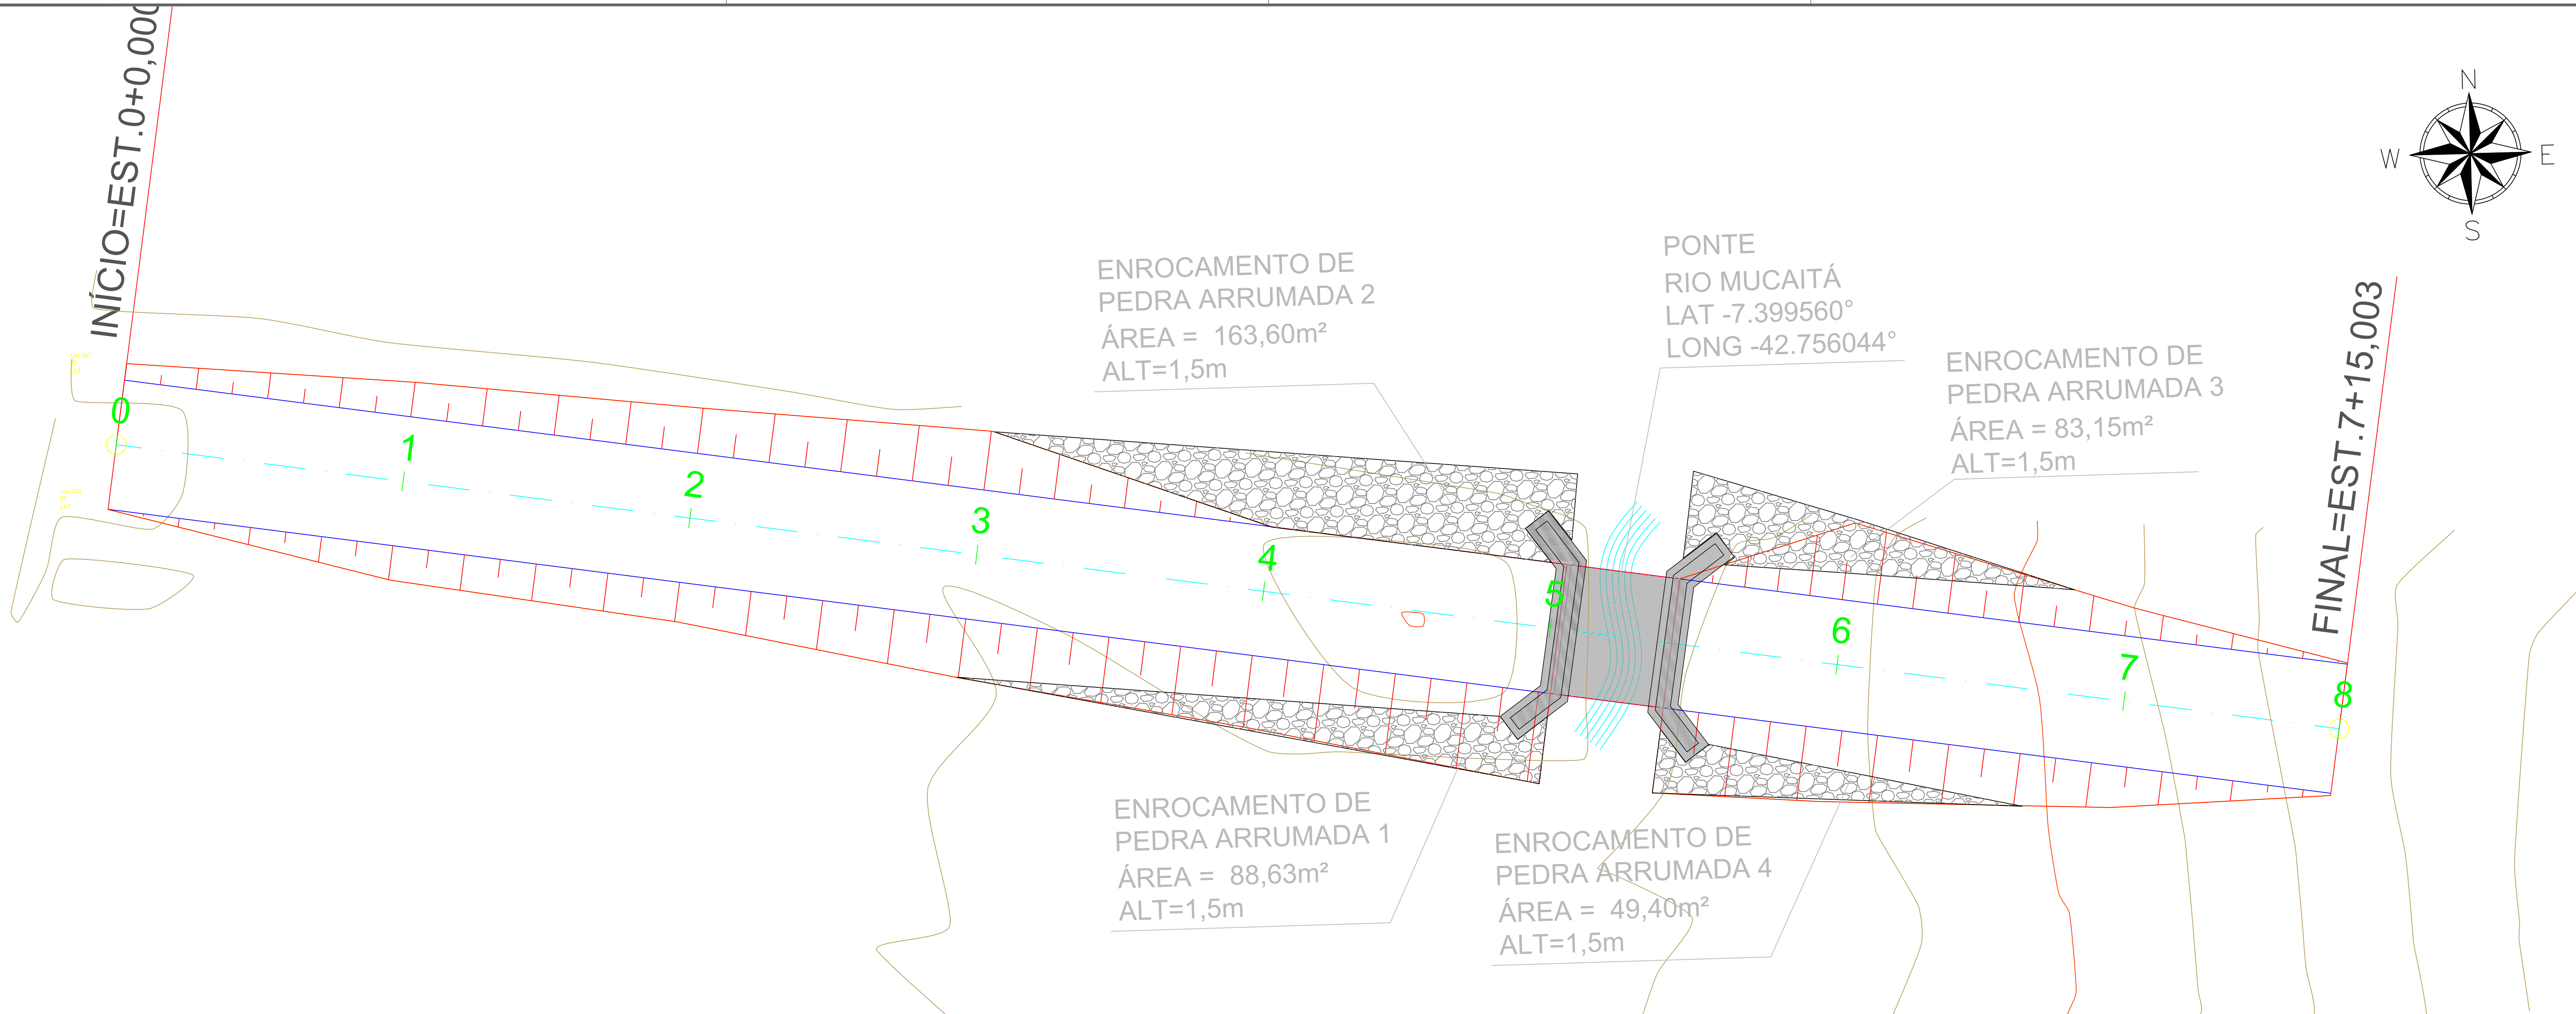 INÍCIO=EST.0+0,000
N
W
E
S
PONTE
RIO MUCAITÁ
LAT -7.399560°
LONG -42.756044°
ENROCAMENTO DE
PEDRA ARRUMADA 2
ÁREA = 163,60m²
ALT=1,5m
ENROCAMENTO DE
PEDRA ARRUMADA 3
ÁREA = 83,15m²
ALT=1,5m
FINAL=EST.7+15,003
0
1
2
3
4
5
6
7
8
ENROCAMENTO DE
PEDRA ARRUMADA 1
ÁREA = 88,63m²
ALT=1,5m
ENROCAMENTO DE
PEDRA ARRUMADA 4
ÁREA = 49,40m²
ALT=1,5m